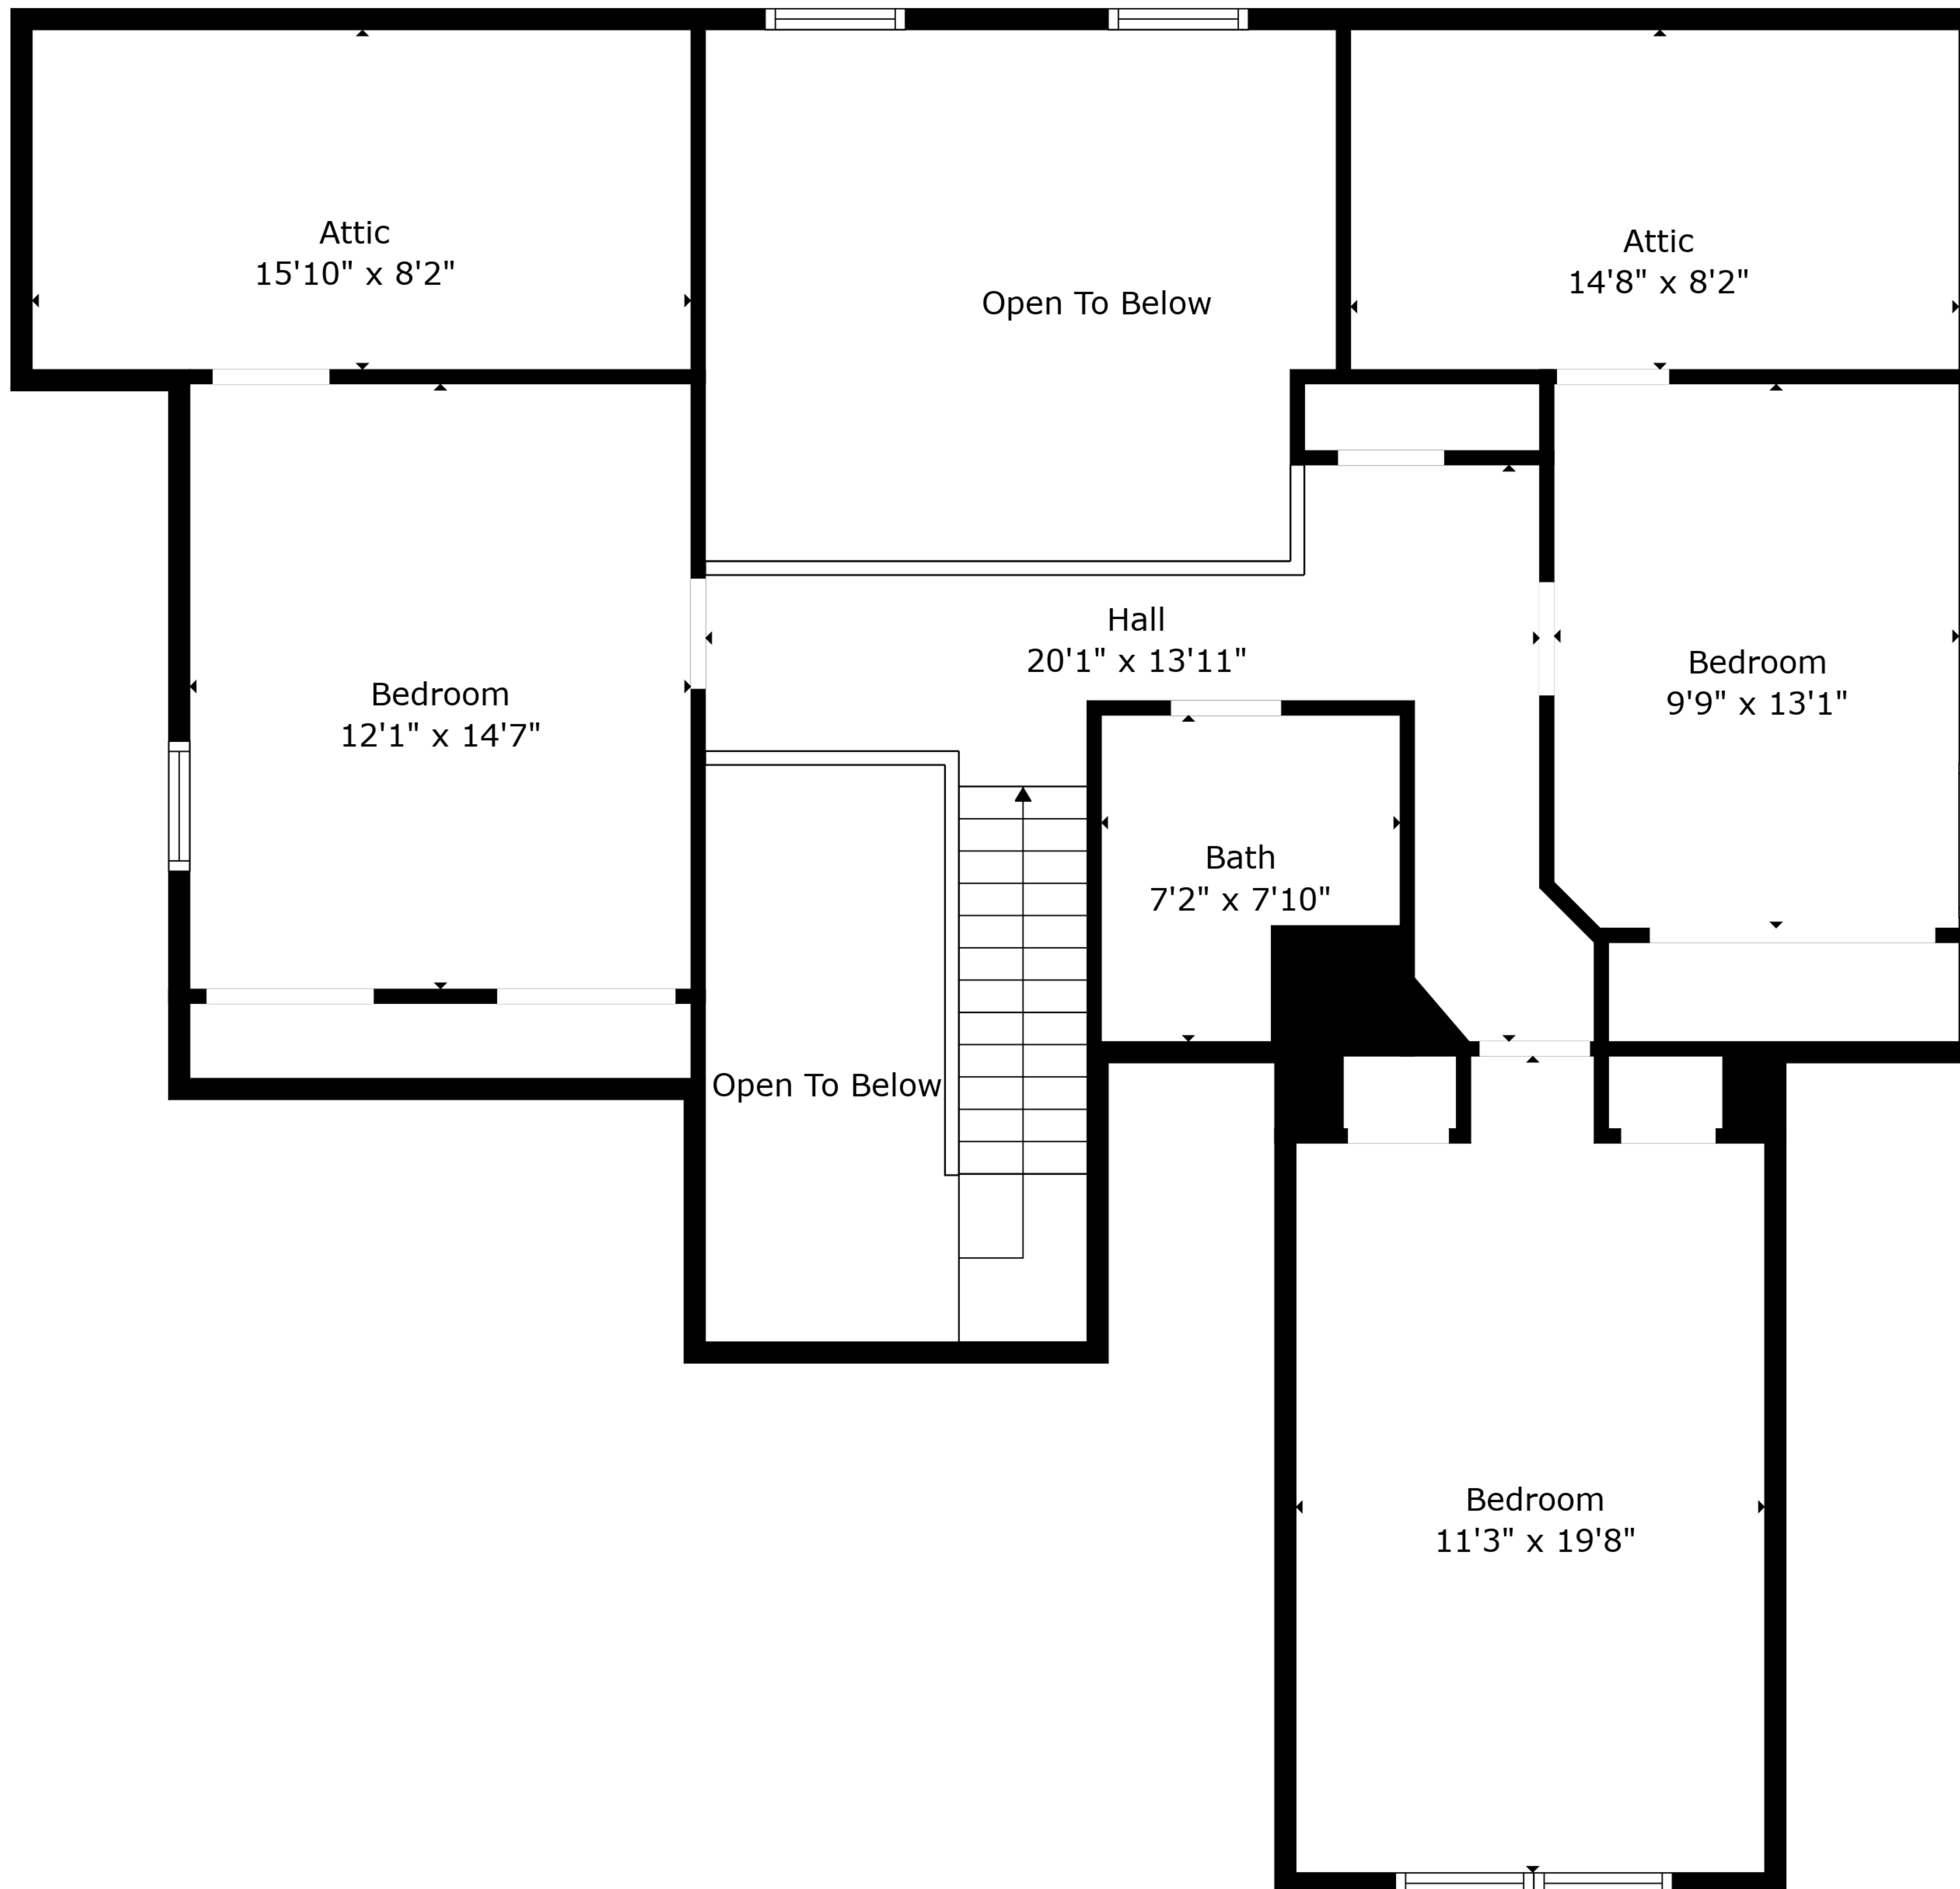 Attic
15'10" x 8'2"
Attic
14'8" x 8'2"
Open To Below
Hall
20'1" x 13'11"
Bedroom
9'9" x 13'1"
Bedroom
12'1" x 14'7"
Bath
7'2" x 7'10"
Open To Below
Bedroom
11'3" x 19'8"